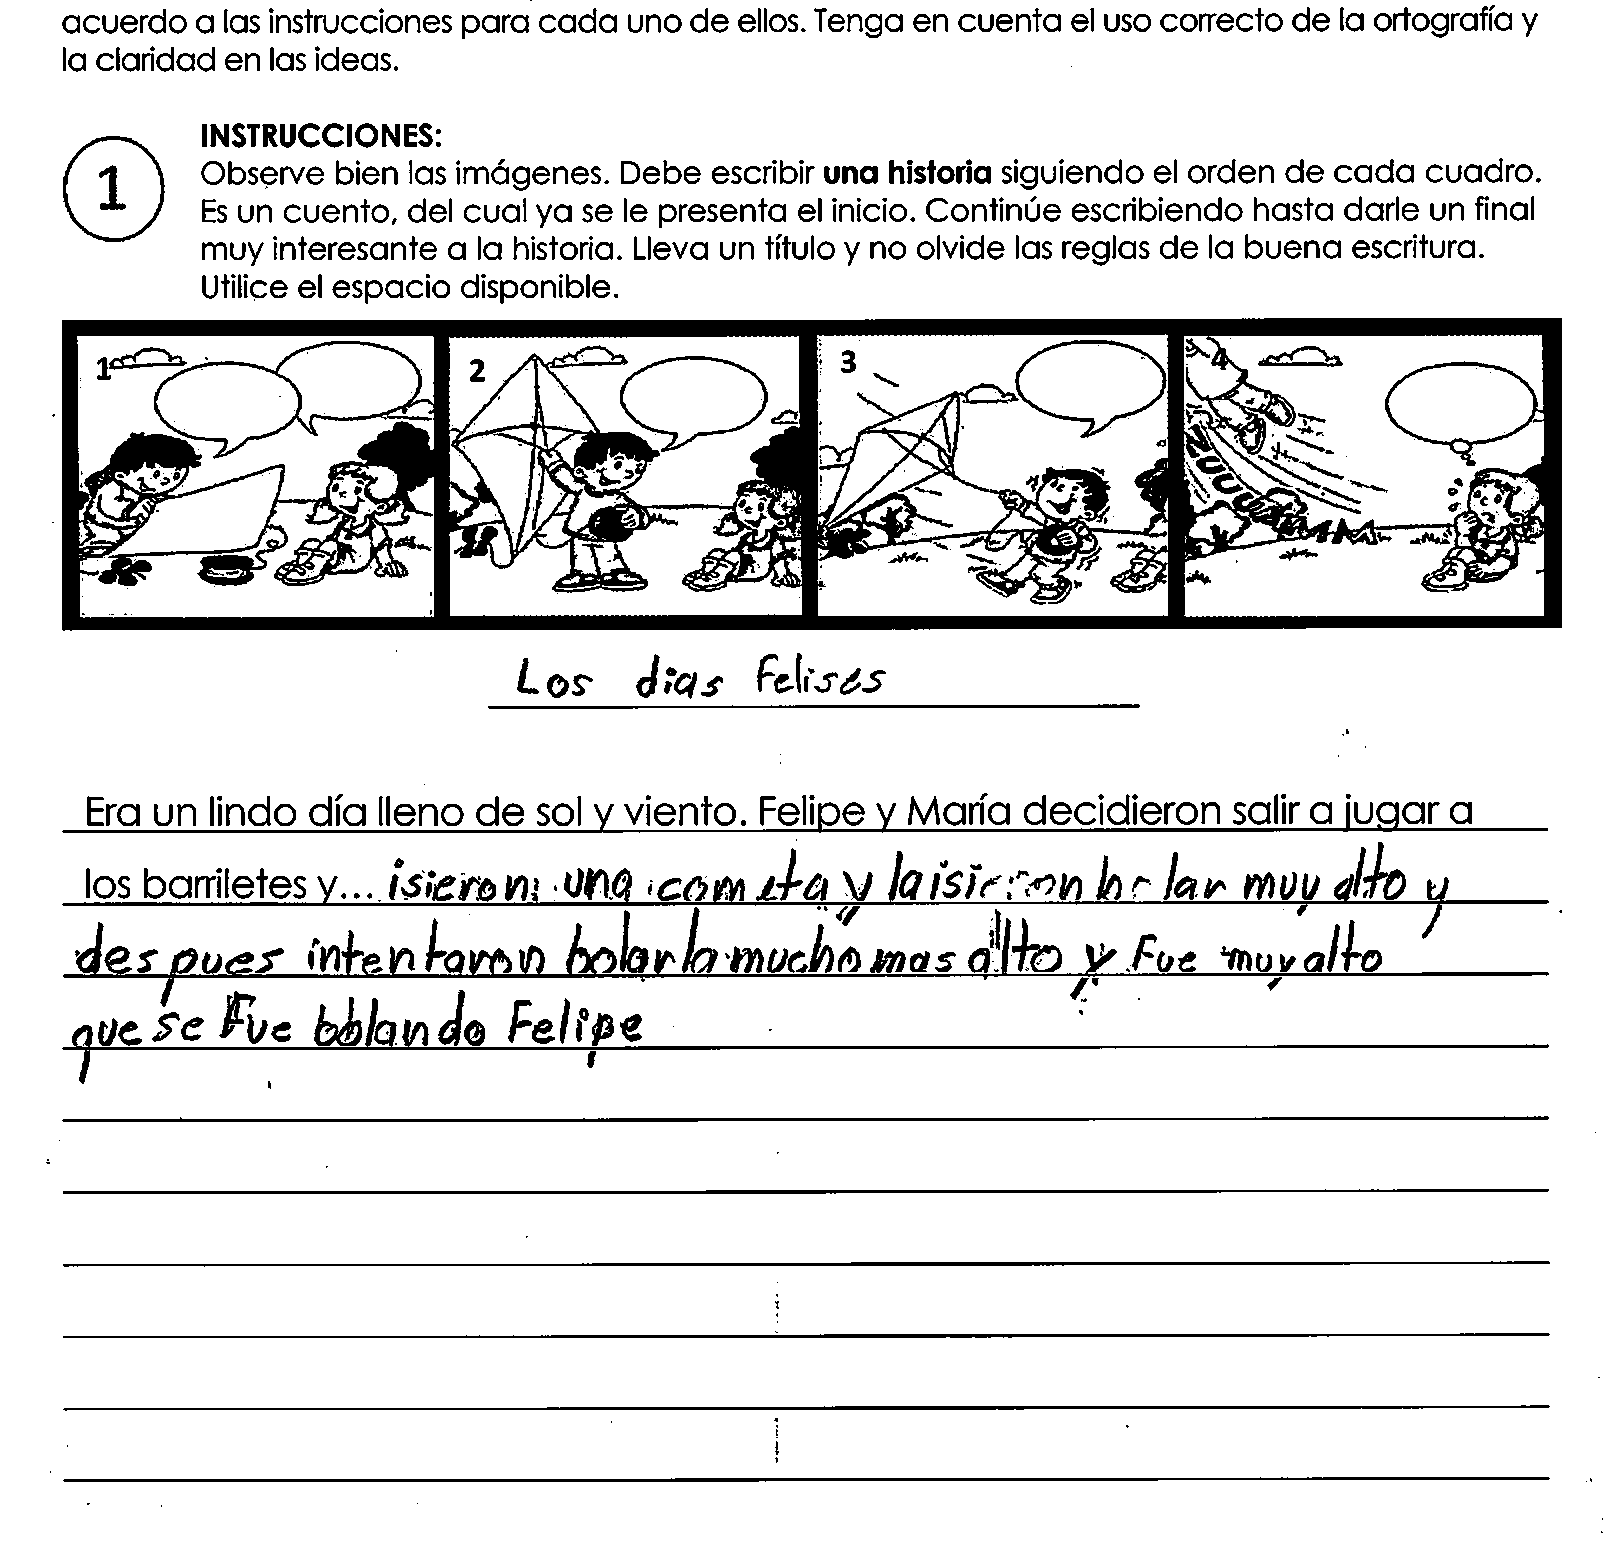 acuerdo a las instrucciones para cada uno de ellos. Tenga en cuenta el uso correcto de la ortografía y
la claridad en las ideas.
1
INSTRUCCIONES:
Observe bien las imágenes. Debe escribir una historia siguiendo el orden de cada cuadro.
Es un cuento, del cual ya se le presenta el inicio. Continúe escribiendo hasta darle un final
muy interesante a la historia. Lleva un título y no olvide las reglas de la buena escritura.
Utilice el espacio disponible.
1 2 3 4
Los dias Felises
Era un lindo día lleno de sol y viento. Felipe y María decidieron salir a jugar a
los barriletes y... isieron una cometa y la isieron bolar muy alto y
despues intentaron bolarla mucho mas alto y Fue muy alto
que se Fue bolando Felipe